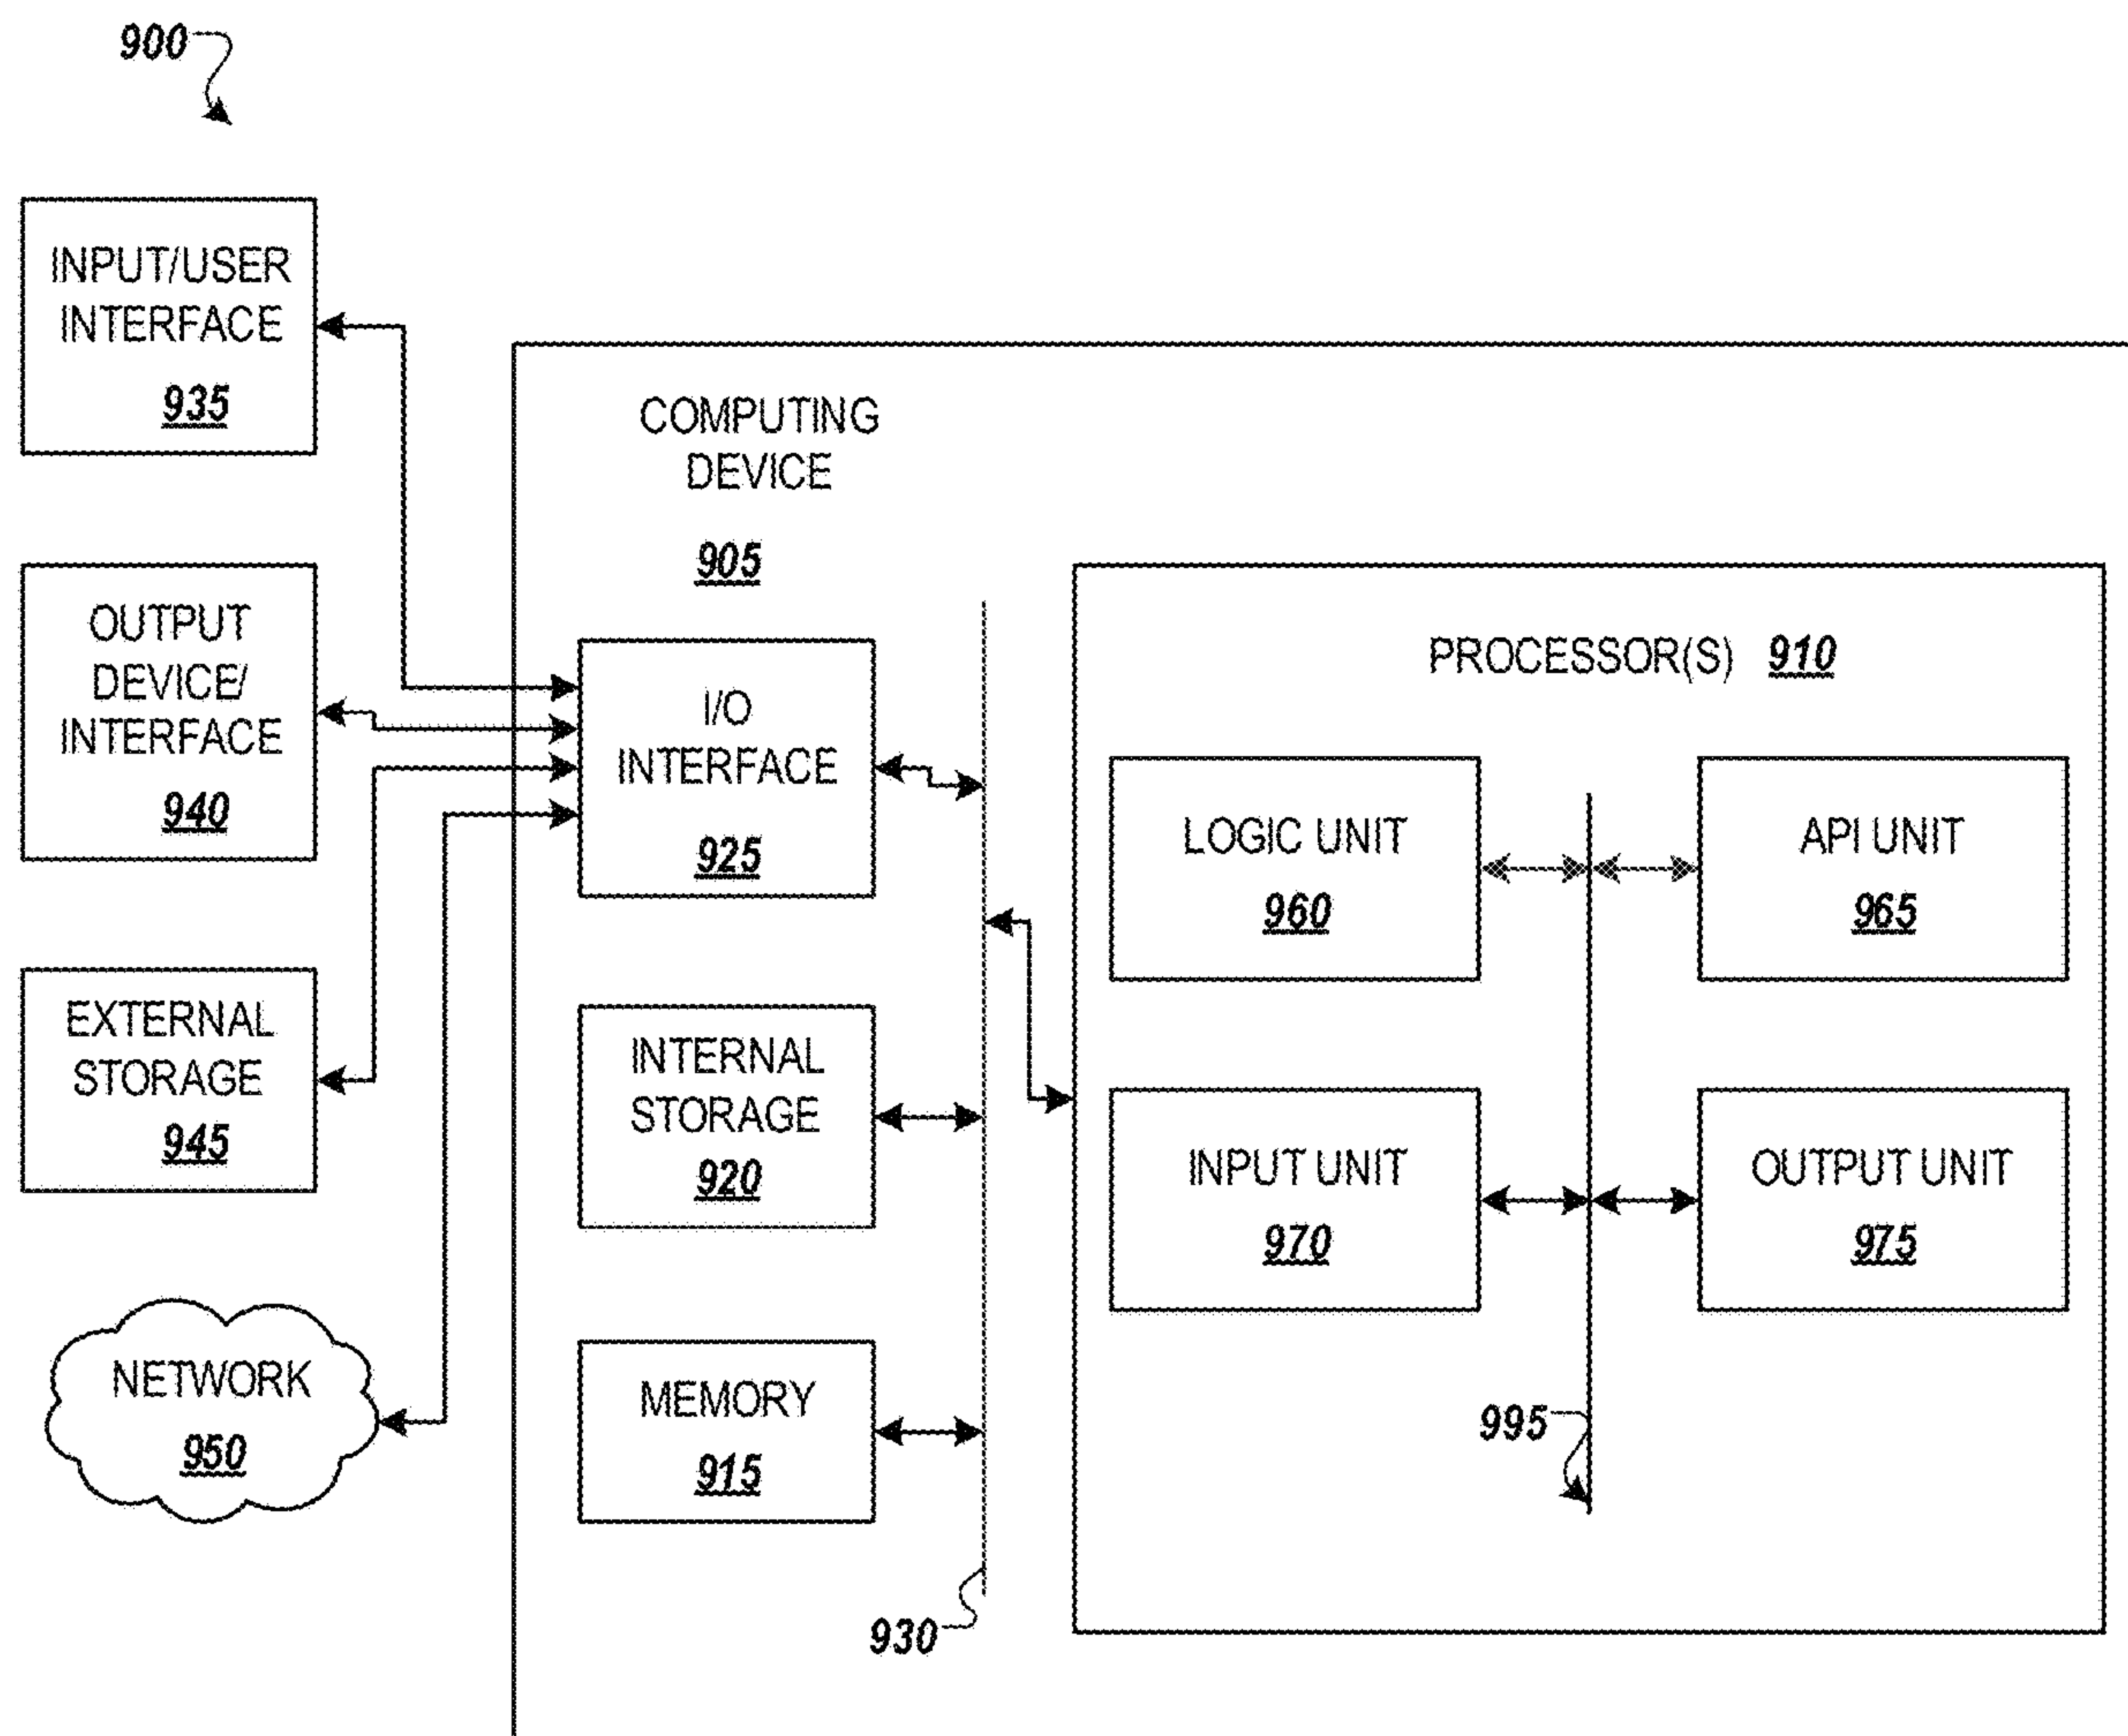 900
INPUT/USER
INTERFACE
935
OUTPUT
DEVICE/
INTERFACE
940
EXTERNAL
STORAGE
945
NETWORK
950
COMPUTING
DEVICE
905
I/O
INTERFACE
925
INTERNAL
STORAGE
920
MEMORY
915
930
PROCESSOR(S) 910
LOGIC UNIT
960
API UNIT
965
INPUT UNIT
970
OUTPUT UNIT
975
995